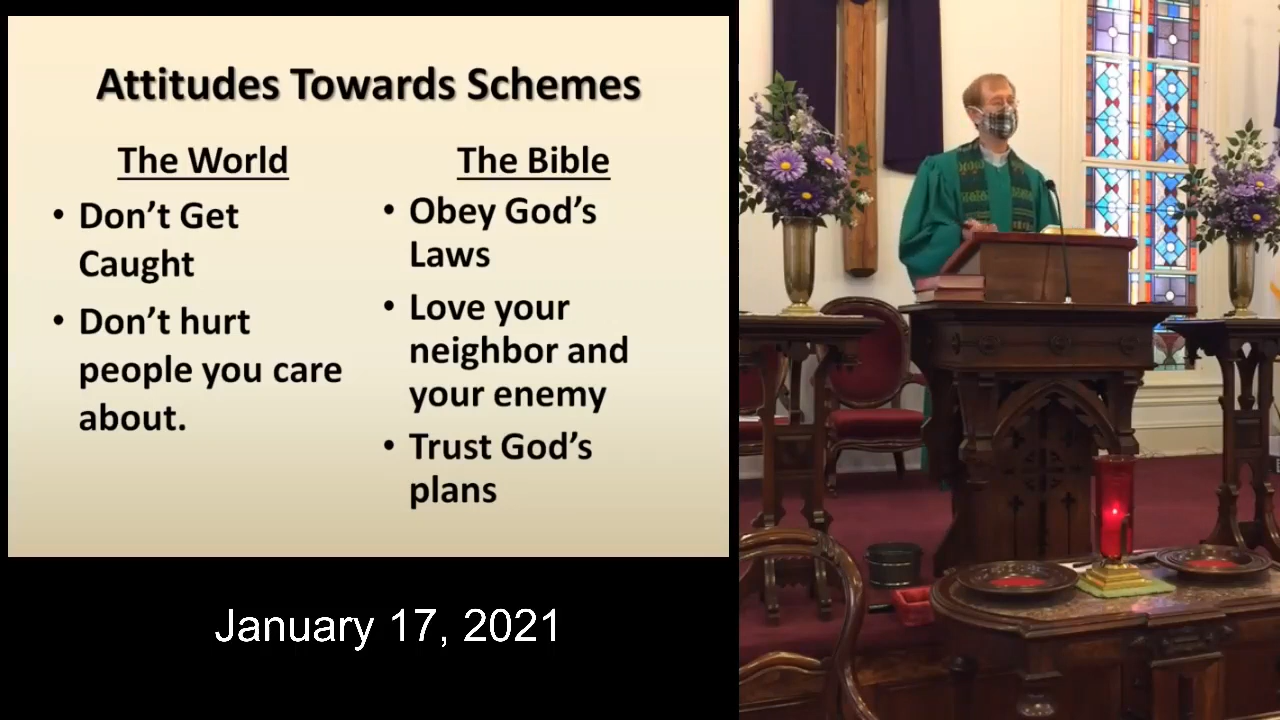 Attitudes Towards Schemes
The World
• Don’t Get
Caught
• Don’t hurt
people you care
about.
The Bible
• Obey God’s
Laws
• Love your
neighbor and
your enemy
• Trust God’s
plans
January 17, 2021